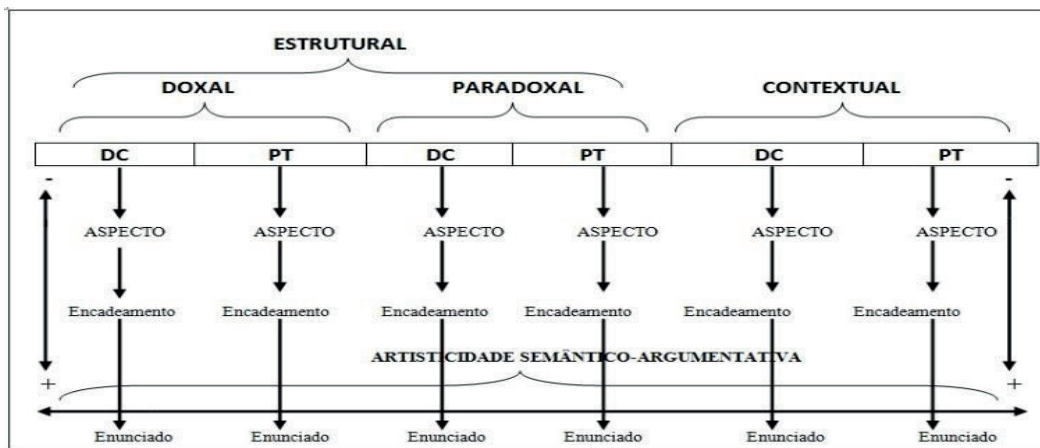 ESTRUTURAL
DOXAL PARADOXAL CONTEXTUAL
DC PT DC PT DC PT
- -
ASPECTO ASPECTO ASPECTO ASPECTO ASPECTO ASPECTO
Encadeamento Encadeamento Encadeamento Encadeamento Encadeamento Encadeamento
ARTISTICIDADE SEMÂNTICO-ARGUMENTATIVA
+ +
Enunciado Enunciado Enunciado Enunciado Enunciado Enunciado